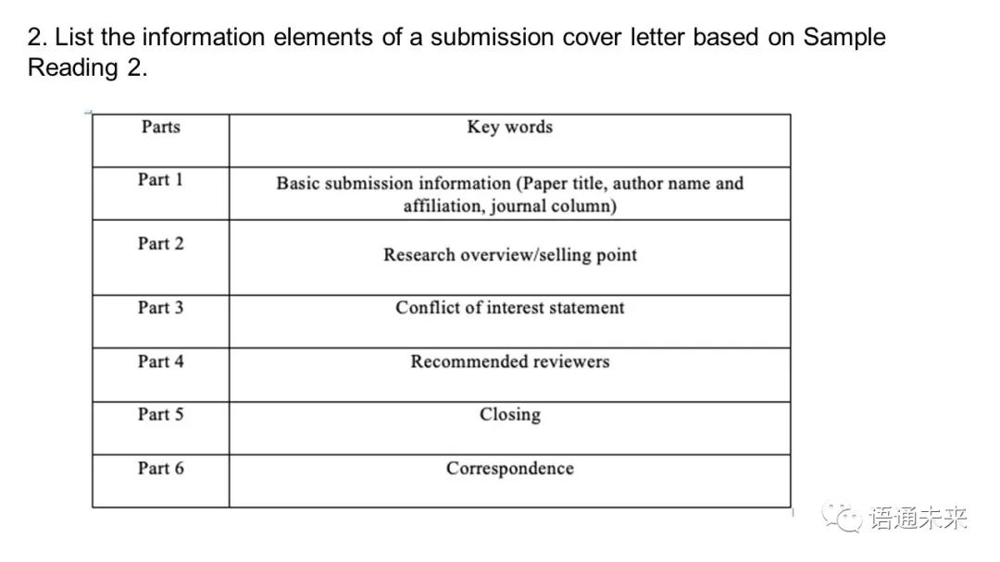 2. List the information elements of a submission cover letter based on Sample
Reading 2.
Parts
Key words
Part 1
Basic submission information (Paper title, author name and
affiliation, journal column)
Part 2
Research overview/selling point
Part 3
Conflict of interest statement
Part 4
Recommended reviewers
Part 5
Closing
Part 6
Correspondence
语通未来